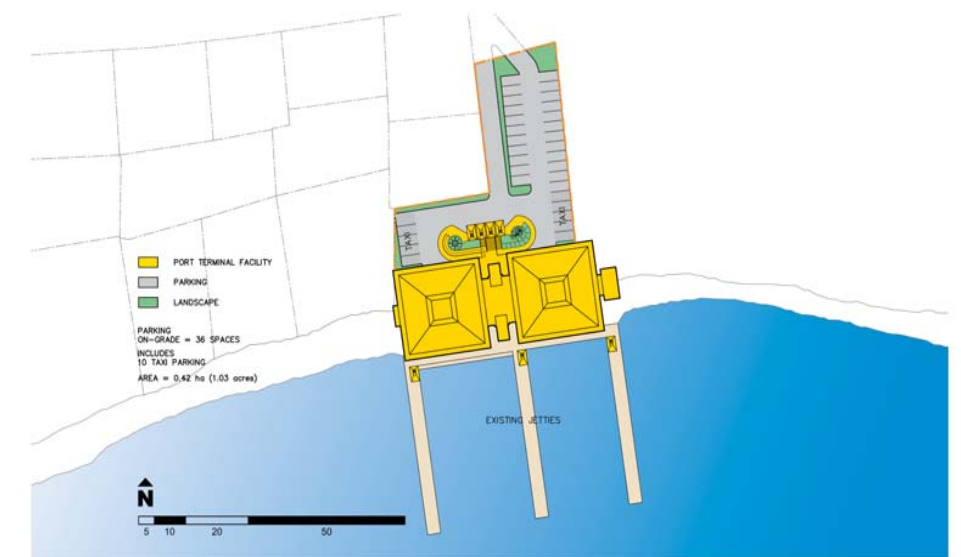 TAXI
TAXI
PORT TERMINAL FACILITY
PARKING
LANDSCAPE
PARKING
ON-GRADE = 36 SPACES
INCLUDES
10 TAXI PARKING
AREA = 0.42 ha (1.03 acres)
EXISTING JETTIES
N
5 10 20 50